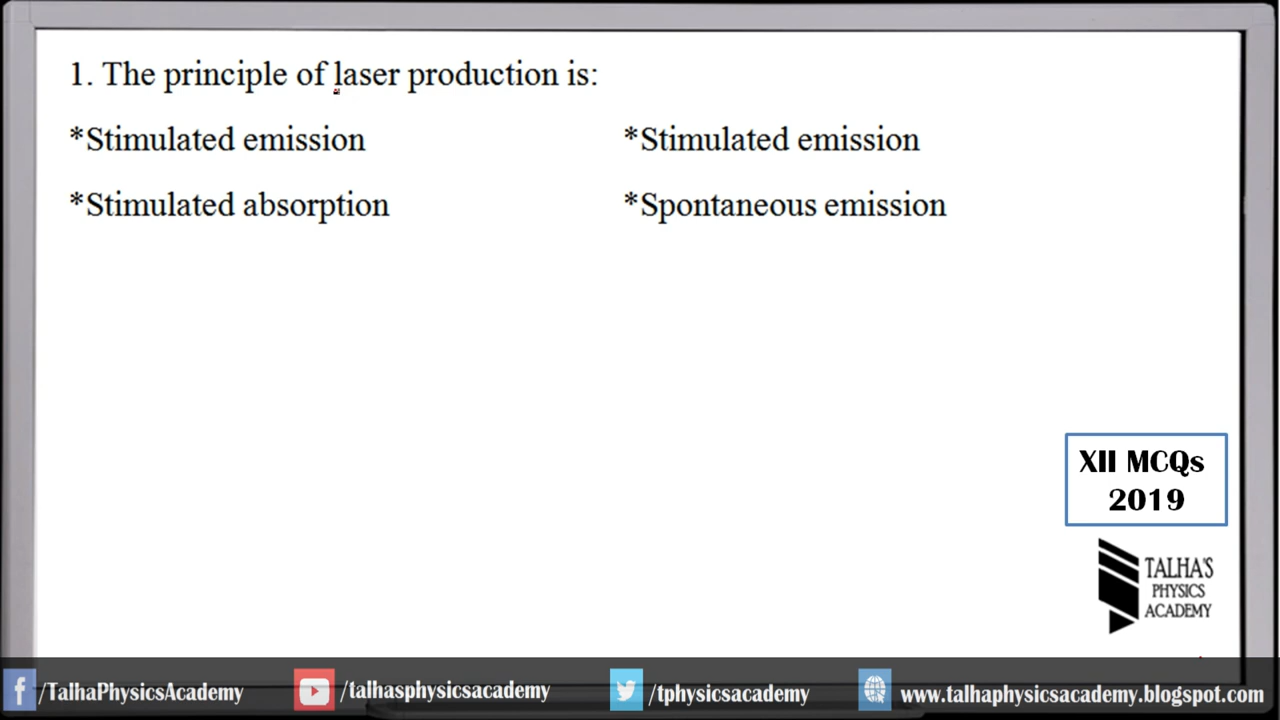 1. The principle of laser production is:
*Stimulated emission *Stimulated emission
*Stimulated absorption *Spontaneous emission
XII MCQs
2019
TALHA'S
PHYSICS
ACADEMY
/TalhaPhysicsAcademy /talhasphysicsacademy /tphysicsacademy www.talhaphysicsacademy.blogspot.com